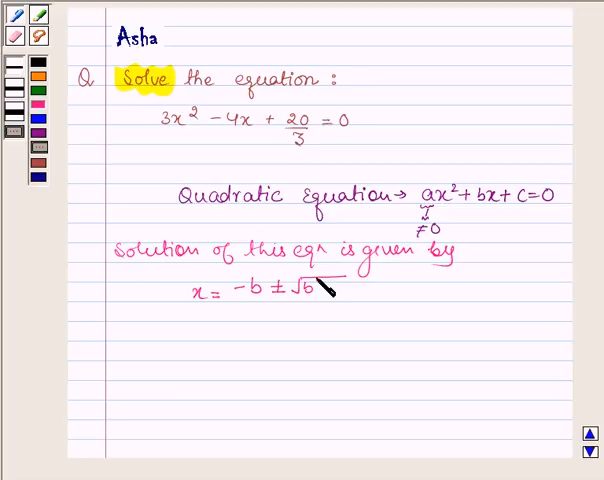 Asha
Q Solve the equation :
3x² - 4x + 20/3 = 0
Quadratic Equation → ax² + bx + c = 0
≠0
Solution of this eqn is given by
x = -b ± √b